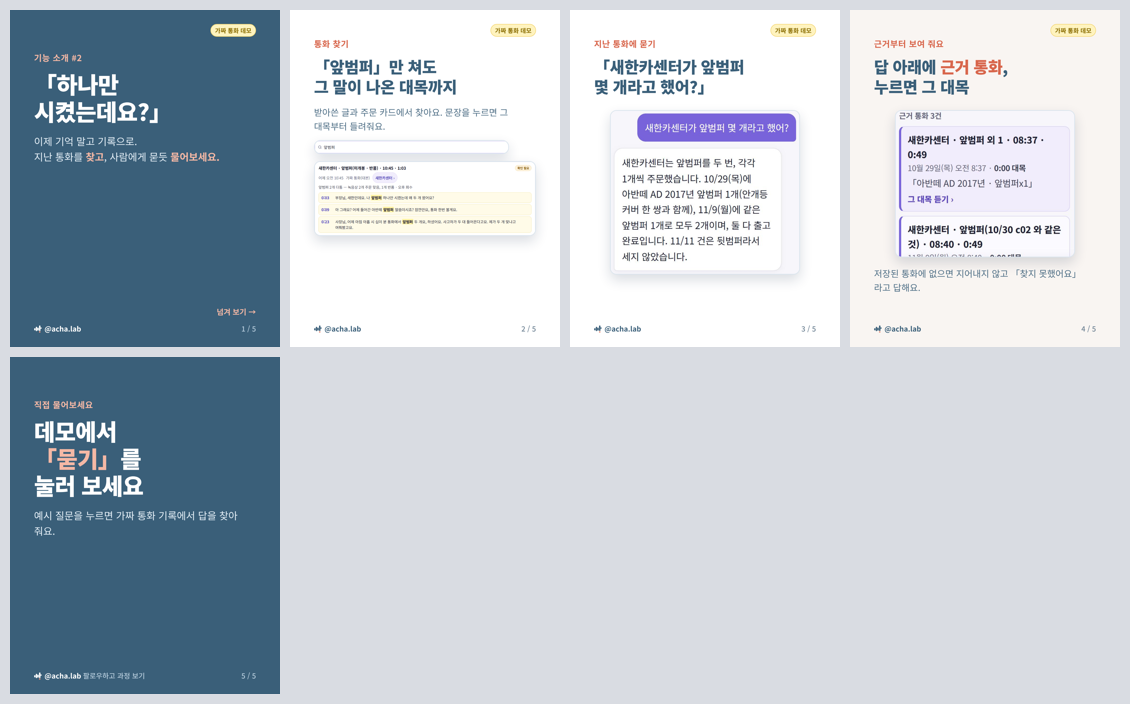 가짜 통화 데모
기능 소개 #2
「하나만
시켰는데요?」
이제 기억 말고 기록으로.
지난 통화를 찾고, 사람에게 묻듯 물어보세요.
넘겨 보기 →
@acha.lab
1 / 5
가짜 통화 데모
통화 찾기
「앞범퍼」만 쳐도
그 말이 나온 대목까지
받아쓴 글과 주문 카드에서 찾아요. 문장을 누르면 그
대목부터 들려줘요.
앞범퍼
@acha.lab
2 / 5
가짜 통화 데모
지난 통화에 묻기
「새한카센터가 앞범퍼
몇 개라고 했어?」
새한카센터가 앞범퍼 몇 개라고 했어?
새한카센터는 앞범퍼를 두 번, 각각
1개씩 주문했습니다. 10/29(목)에
아반떼 AD 2017년 앞범퍼 1개(안개등
커버 한 쌍과 함께), 11/9(월)에 같은
앞범퍼 1개로 모두 2개이며, 둘 다 출고
완료입니다. 11/11 건은 뒷범퍼라서
세지 않았습니다.
@acha.lab
3 / 5
가짜 통화 데모
근거부터 보여 줘요
답 아래에 근거 통화,
누르면 그 대목
근거 통화 3건
새한카센터 · 앞범퍼 외 1 · 08:37 ·
0:49
10월 29일(목) 오전 8:37 · 0:00 대목
「아반떼 AD 2017년 · 앞범퍼x1」
그 대목 듣기 ›
새한카센터 · 앞범퍼(10/30 c02 와 같은
것) · 08:40 · 0:49
저장된 통화에 없으면 지어내지 않고 「찾지 못했어요」
라고 답해요.
@acha.lab
4 / 5
직접 물어보세요
데모에서
「묻기」를
눌러 보세요
예시 질문을 누르면 가짜 통화 기록에서 답을 찾아
줘요.
@acha.lab 팔로우하고 과정 보기
5 / 5